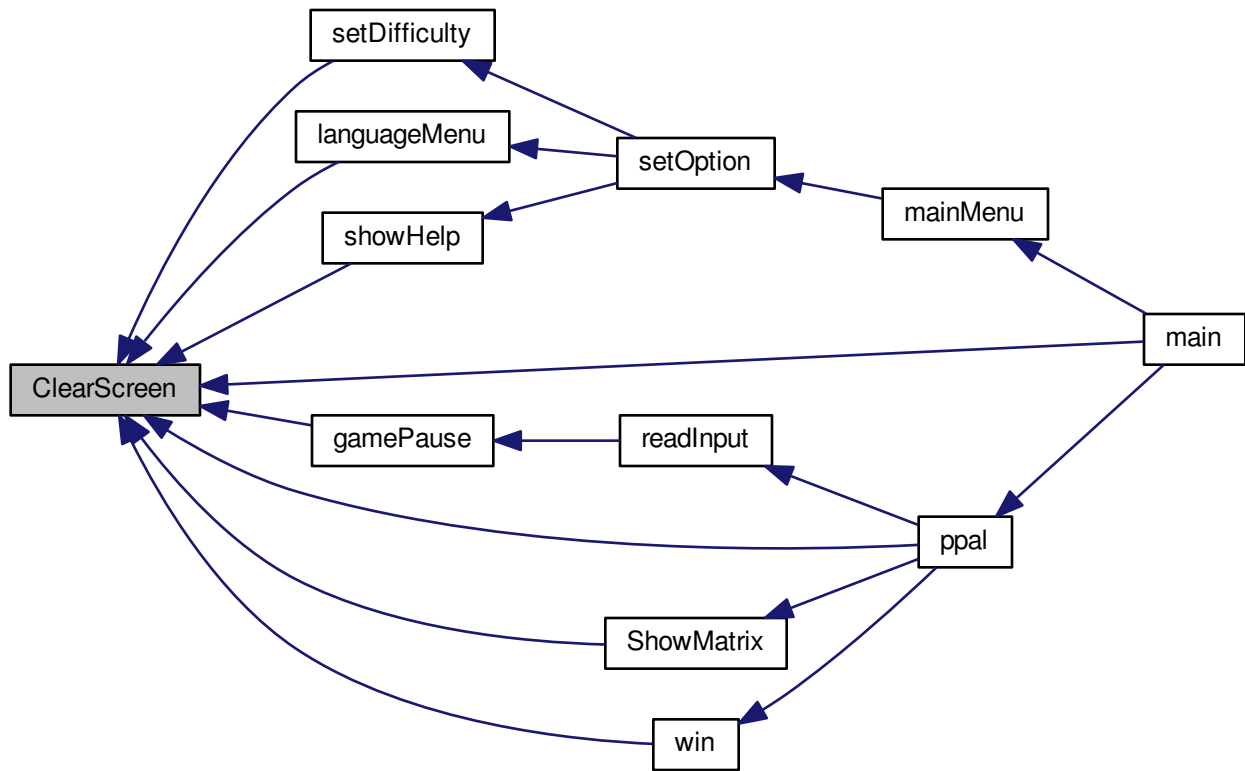 setDifficulty
languageMenu
setOption
showHelp
mainMenu
main
ClearScreen
gamePause
readInput
ppal
ShowMatrix
win